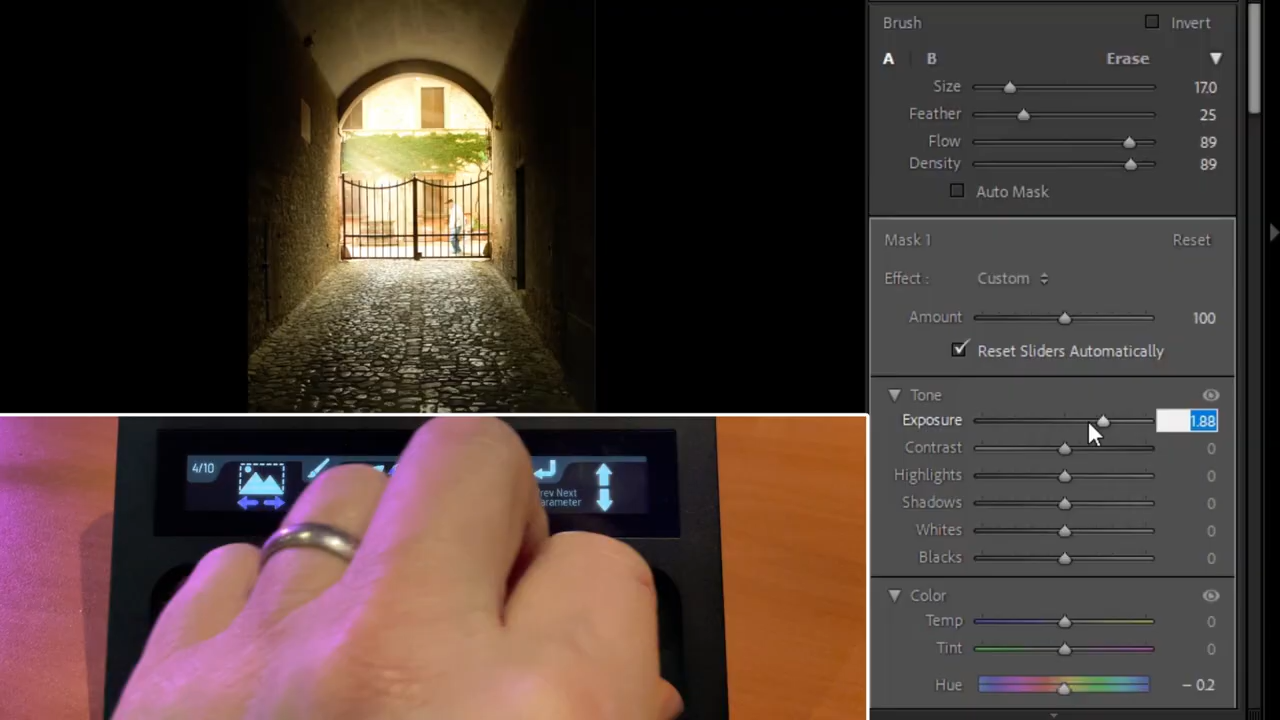 Brush Invert
A B Erase
Size 17.0
Feather 25
Flow 89
Density 89
Auto Mask
Mask 1 Reset
Effect : Custom
Amount 100
Reset Sliders Automatically
Tone
Exposure 1.88
Contrast 0
Highlights 0
Shadows 0
Whites 0
Blacks 0
Color
Temp 0
Tint 0
Hue – 0.2
4/10
Next